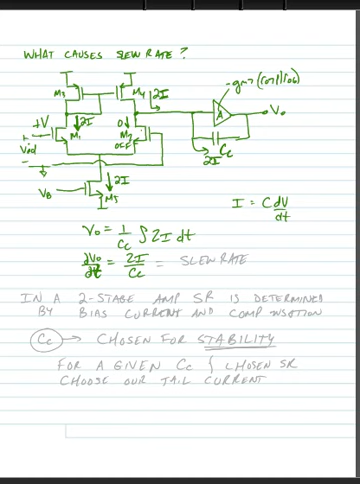 WHAT CAUSES SLEW RATE?
M3 M4 2I
-gm7(ro6||ro7)
+V 2I 0 A Vo
M1 M2
Vid OFF Cc
2I
VB M5 2I
I = C dV/dt
Vo = 1/Cc ∫ 2I dt
dVo/dt = 2I/Cc = SLEW RATE
IN A 2-STAGE AMP SR IS DETERMINED
BY BIAS CURRENT AND COMP
Cc → CHOSEN FOR STABILITY
FOR A GIVEN Cc & CHOSEN SR
CHOOSE OUR TAIL CURRENT